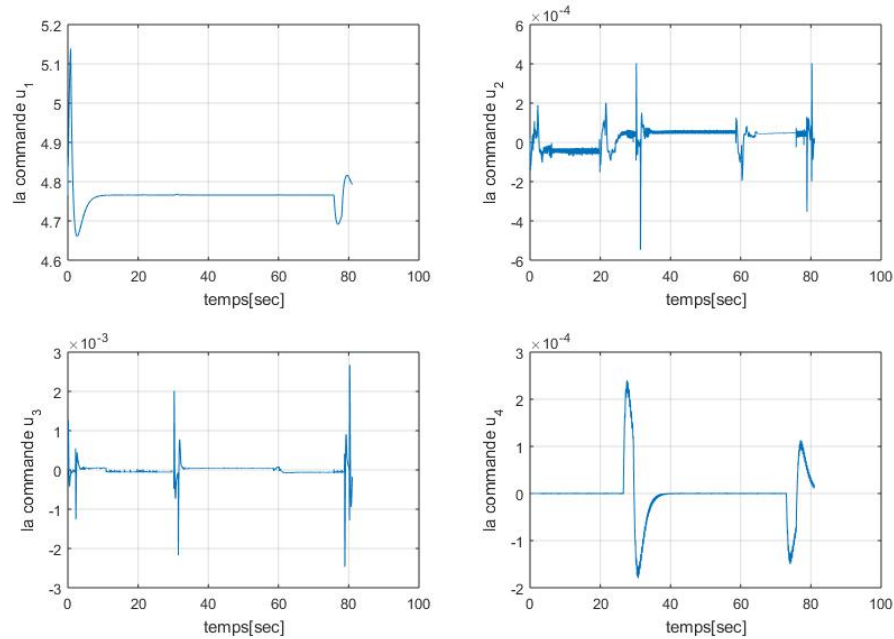 5.2
5.1
5
4.9
4.8
4.7
4.6
la commande u₁
0 20 40 60 80 100
temps[sec]
×10⁻⁴
6
4
2
0
-2
-4
-6
la commande u₂
0 20 40 60 80 100
temps[sec]
×10⁻³
3
2
1
0
-1
-2
-3
la commande u₃
0 20 40 60 80 100
temps[sec]
×10⁻⁴
3
2
1
0
-1
-2
la commande u₄
0 20 40 60 80 100
temps[sec]